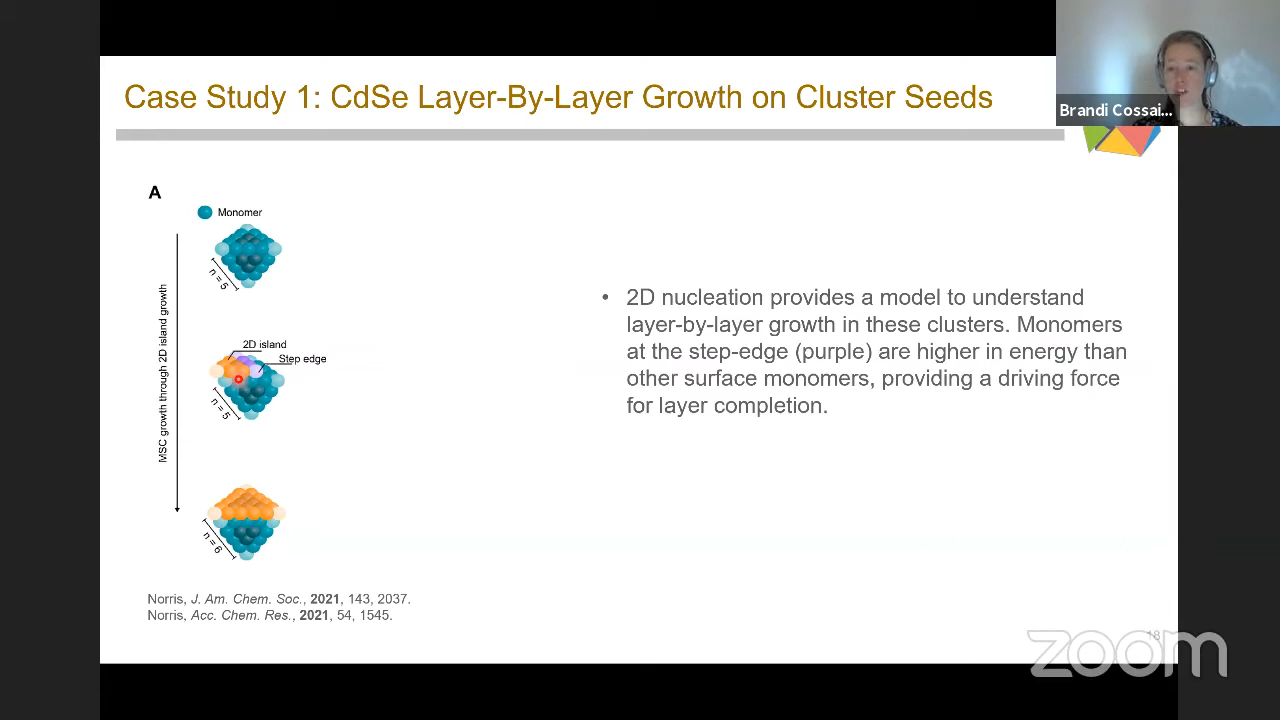 Case Study 1: CdSe Layer-By-Layer Growth on Cluster Seeds
Brandi Cossai...
A
Monomer
n = 5
MSC growth through 2D island growth
2D island
Step edge
n = 5
n = 6
• 2D nucleation provides a model to understand
layer-by-layer growth in these clusters. Monomers
at the step-edge (purple) are higher in energy than
other surface monomers, providing a driving force
for layer completion.
Norris, J. Am. Chem. Soc., 2021, 143, 2037.
Norris, Acc. Chem. Res., 2021, 54, 1545.
18
zoom